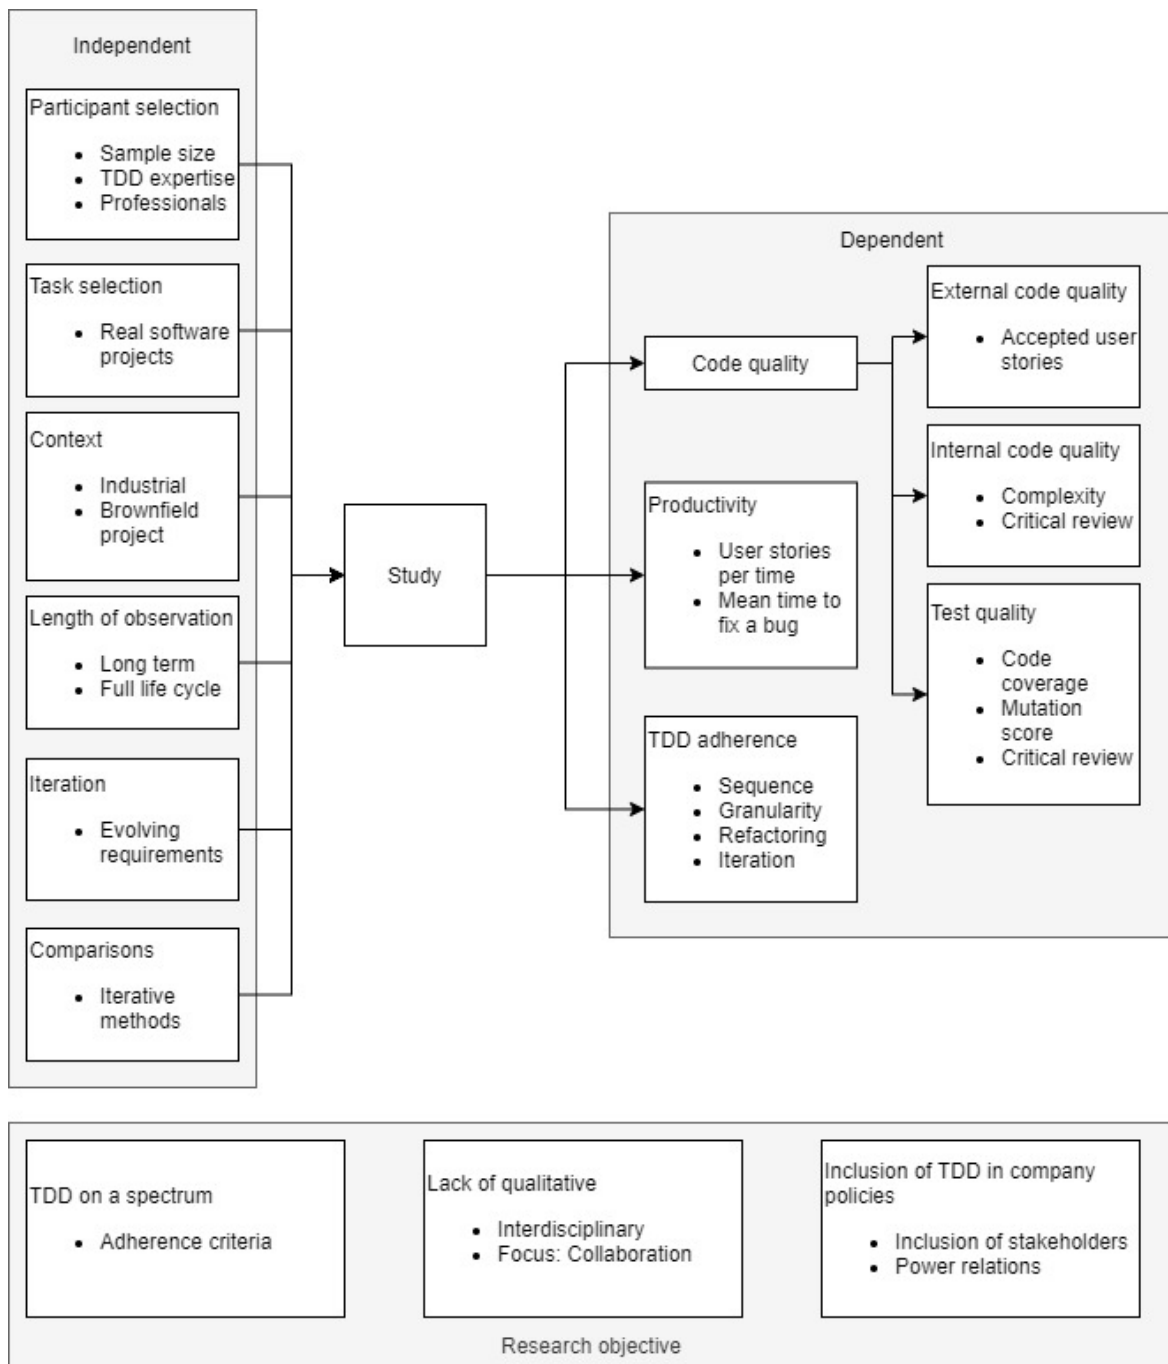 Independent
Participant selection
• Sample size
• TDD expertise
• Professionals
Task selection
• Real software
projects
Context
• Industrial
• Brownfield
project
Length of observation
• Long term
• Full life cycle
Iteration
• Evolving
requirements
Comparisons
• Iterative
methods
Study
Dependent
Code quality
Productivity
• User stories
per time
• Mean time to
fix a bug
TDD adherence
• Sequence
• Granularity
• Refactoring
• Iteration
External code quality
• Accepted user
stories
Internal code quality
• Complexity
• Critical review
Test quality
• Code
coverage
• Mutation
score
• Critical review
TDD on a spectrum
• Adherence criteria
Lack of qualitative
• Interdisciplinary
• Focus: Collaboration
Inclusion of TDD in company
policies
• Inclusion of stakeholders
• Power relations
Research objective